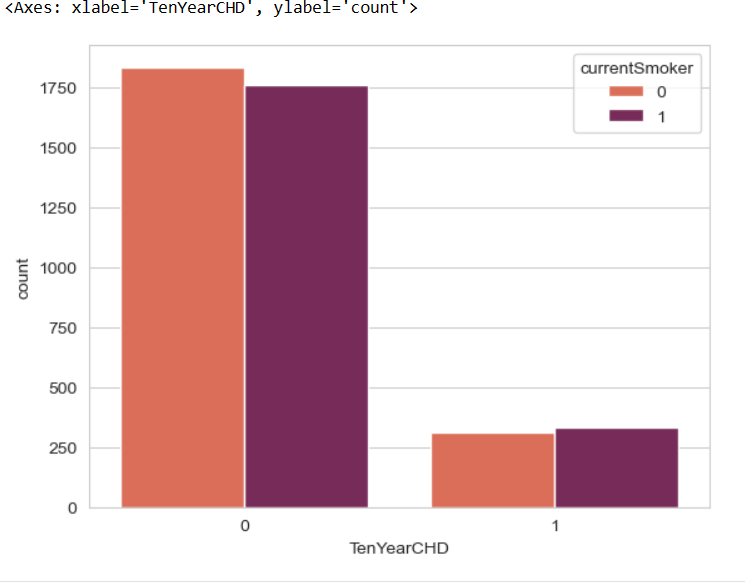 <Axes: xlabel='TenYearCHD', ylabel='count'>
currentSmoker
0
1
1750
1500
1250
1000
750
500
250
0
count
0 1
TenYearCHD